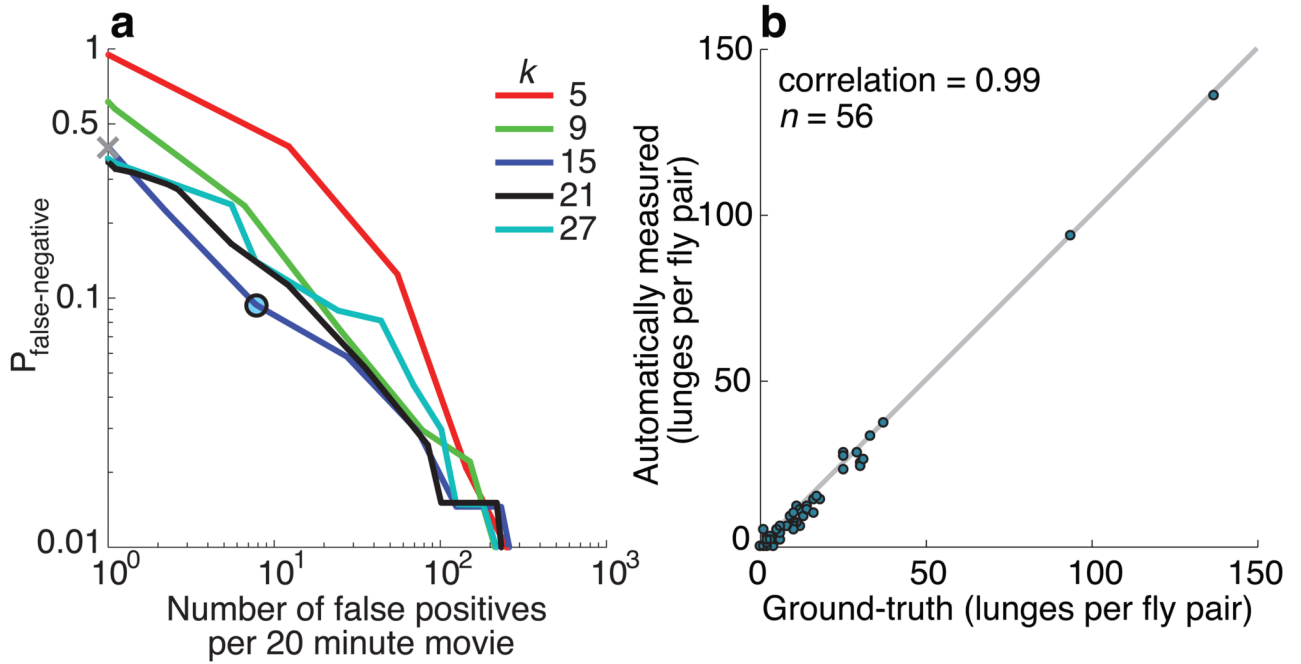 a
1
0.5
0.1
0.01
P false-negative
10^0
10^1
10^2
10^3
Number of false positives
per 20 minute movie
k
5
9
15
21
27
b
correlation = 0.99
n = 56
150
100
50
0
Automatically measured
(lunges per fly pair)
0
50
100
150
Ground-truth (lunges per fly pair)